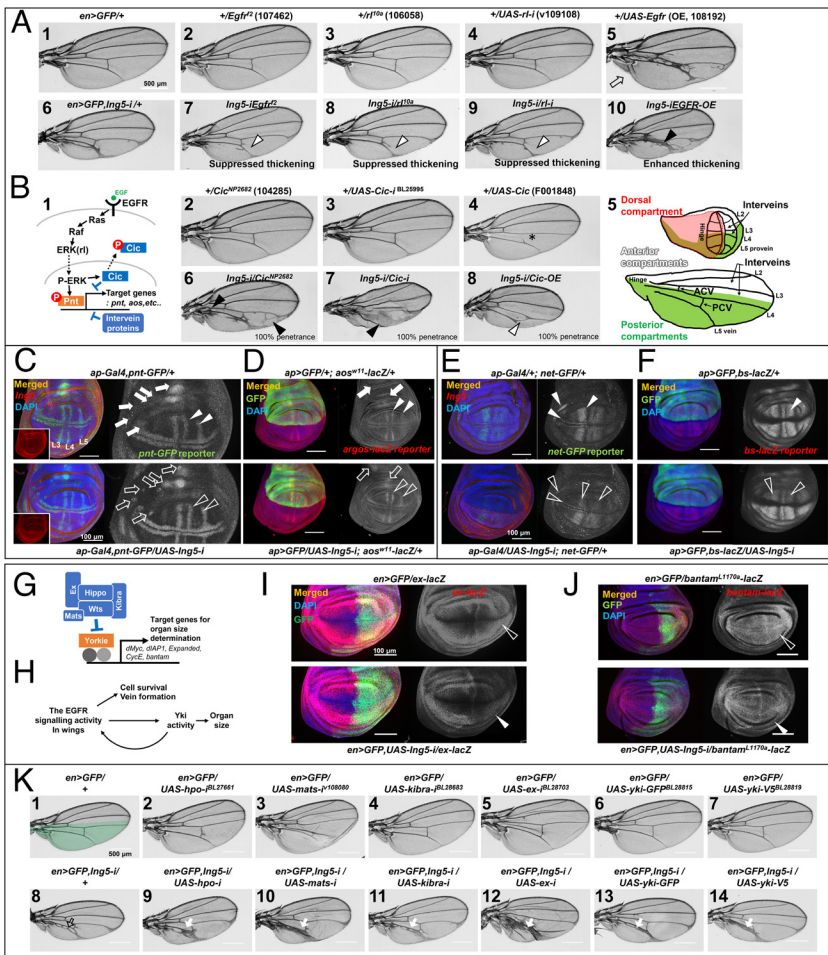 A
en>GFP/+
+/Egfr^f2 (107462)
+/rl^10a (106058)
+/UAS-rl-i (v109108)
+/UAS-Egfr (OE, 108192)
1
2
3
4
5
500 μm
en>GFP,Ing5-i /+
Ing5-iEgfr^f2
Ing5-i/rl^10a
Ing5-i/rl-i
Ing5-iEGFR-OE
6
7
8
9
10
Suppressed thickening
Suppressed thickening
Suppressed thickening
Enhanced thickening
B
1
EGF
EGFR
Ras
Raf
ERK(rl)
P
Cic
P-ERK
Cic
P
Pnt
Target genes
: pnt, aos,etc..
Intervein
proteins
+/Cic^NP2682 (104285)
+/UAS-Cic-i ^BL25995
+/UAS-Cic (F001848)
2
3
4
*
Ing5-i/Cic^NP2682
Ing5-i/Cic-i
Ing5-i/Cic-OE
6
7
8
100% penetrance
100% penetrance
100% penetrance
5
Dorsal
compartment
Interveins
Hinge
L2
L3
L4
L5 provein
Anterior
compartments
Interveins
Hinge
L2
ACV
L3
PCV
L4
L5 vein
Posterior
compartments
C
ap-Gal4,pnt-GFP/+
Merged
Ing5
DAPI
L3 L4 L5
pnt-GFP reporter
100 μm
ap-Gal4,pnt-GFP/UAS-Ing5-i
D
ap>GFP/+; aos^w11-lacZ/+
Merged
GFP
DAPI
argos-lacZ reporter
ap>GFP/UAS-Ing5-i; aos^w11-lacZ/+
E
ap-Gal4/+; net-GFP/+
Merged
Ing5
DAPI
net-GFP reporter
100 μm
ap-Gal4/UAS-Ing5-i; net-GFP/+
F
ap>GFP,bs-lacZ/+
Merged
GFP
DAPI
bs-lacZ reporter
ap>GFP,bs-lacZ/UAS-Ing5-i
G
Ex
Hippo
Kibra
Mats
Wts
Yorkie
Target genes for
organ size
determination
dMyc, dIAP1, Expanded,
CycE, bantam
H
Cell survival
Vein formation
The EGFR
signalling activity
In wings
Yki
activity
Organ
size
I
en>GFP/ex-lacZ
Merged
DAPI
GFP
ex-lacZ
100 μm
en>GFP,UAS-Ing5-i/ex-lacZ
J
en>GFP/bantam^L1170a-lacZ
Merged
GFP
DAPI
bantam-lacZ
en>GFP,UAS-Ing5-i/bantam^L1170a-lacZ
K
en>GFP/
+
en>GFP/
UAS-hpo-i^BL27661
en>GFP/
UAS-mats-i^v108080
en>GFP/
UAS-kibra-i^BL28683
en>GFP/
UAS-ex-i^BL28703
en>GFP/
UAS-yki-GFP^BL28815
en>GFP/
UAS-yki-V5^BL28819
1
2
3
4
5
6
7
500 μm
en>GFP,Ing5-i/
+
en>GFP,Ing5-i/
UAS-hpo-i
en>GFP,Ing5-i /
UAS-mats-i
en>GFP,Ing5-i /
UAS-kibra-i
en>GFP,Ing5-i /
UAS-ex-i
en>GFP,Ing5-i /
UAS-yki-GFP
en>GFP,Ing5-i /
UAS-yki-V5
8
9
10
11
12
13
14